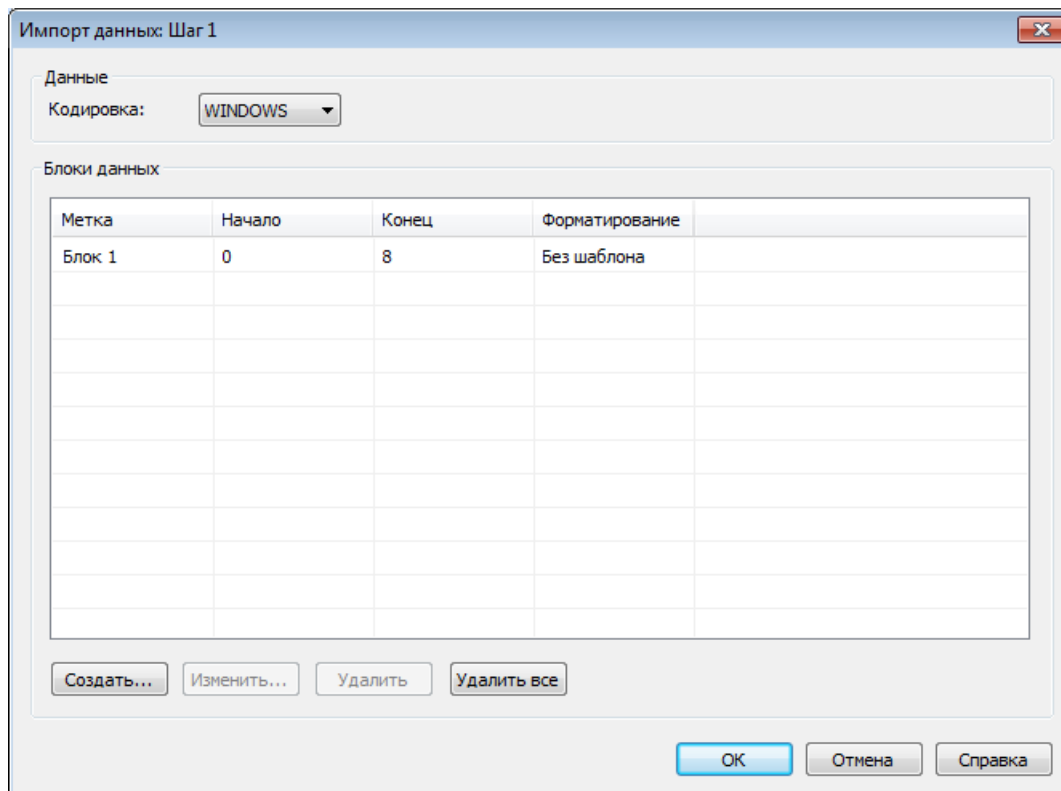 Импорт данных: Шаг 1
Данные
Кодировка: WINDOWS
Блоки данных
Метка Начало Конец Форматирование
Блок 1 0 8 Без шаблона
Создать... Изменить... Удалить Удалить все
OK Отмена Справка